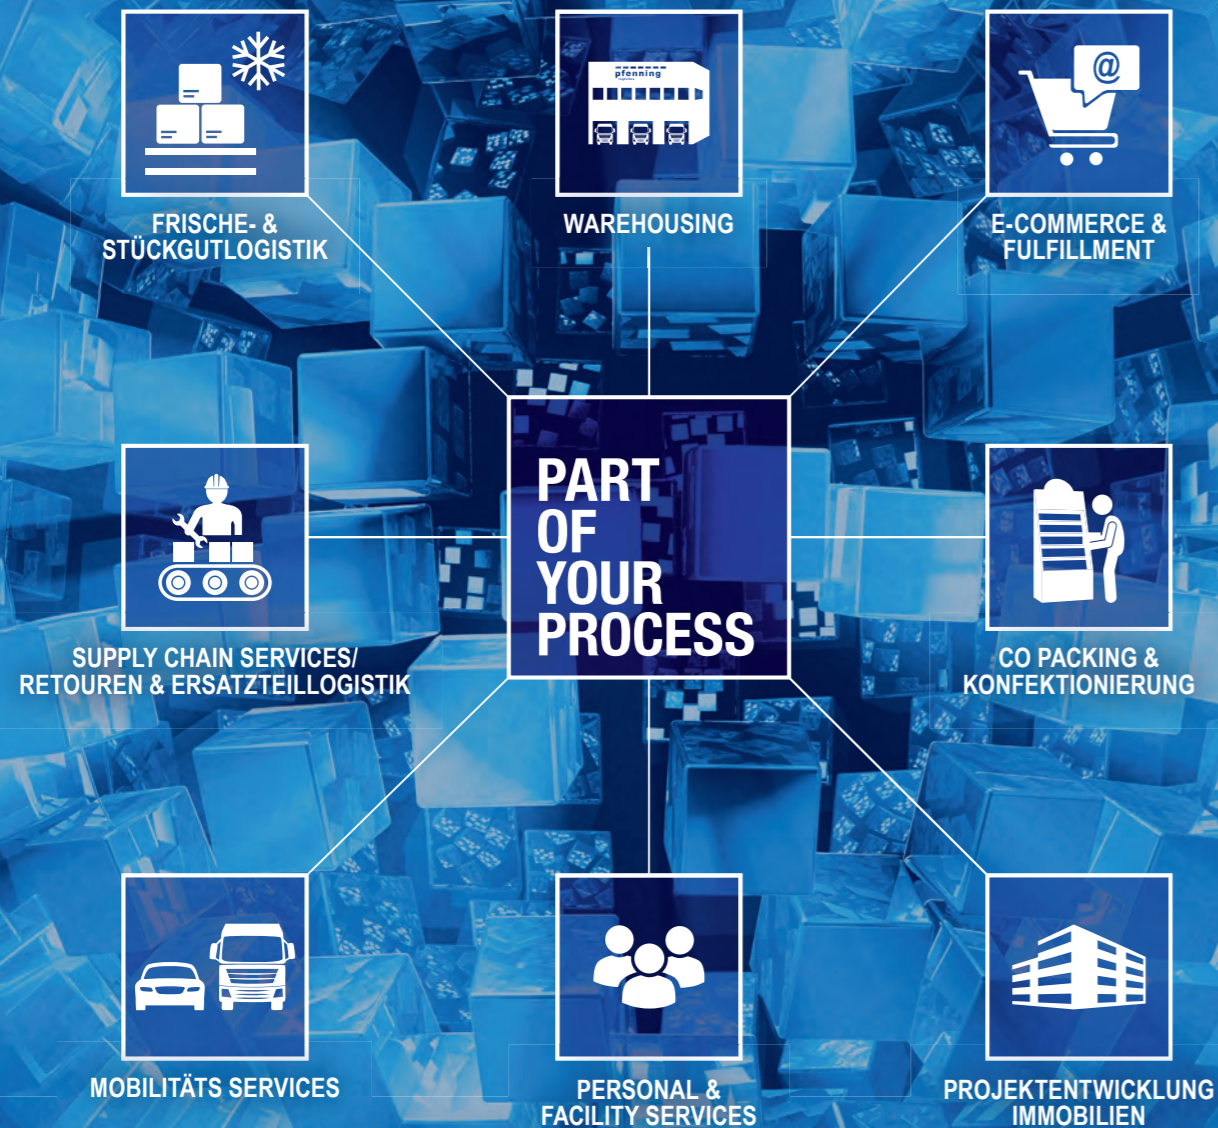 pfenning
@
FRISCHE- &
STÜCKGUTLOGISTIK
WAREHOUSING
E-COMMERCE &
FULFILLMENT
PART
OF
YOUR
PROCESS
SUPPLY CHAIN SERVICES/
RETOUREN & ERSATZTEILLOGISTIK
CO PACKING &
KONFEKTIONIERUNG
MOBILITÄTS SERVICES
PERSONAL &
FACILITY SERVICES
PROJEKTENTWICKLUNG
IMMOBILIEN